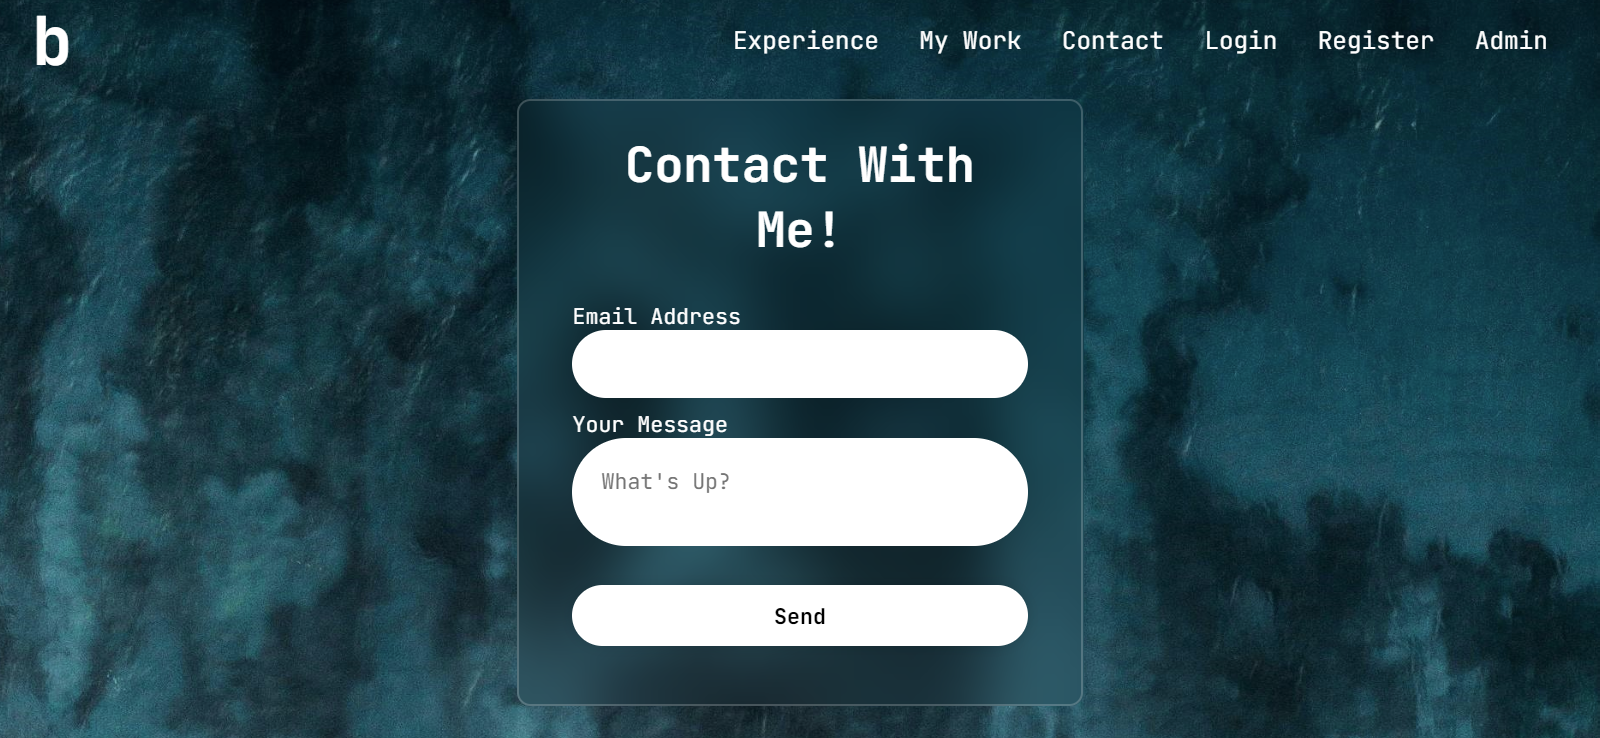 b
Experience My Work Contact Login Register Admin
Contact With
Me!
Email Address
Your Message
What's Up?
Send